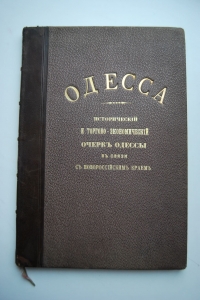 ОДЕССА
ИСТОРИЧЕСКІЙ
И ТОРГОВО-ЭКОНОМИЧЕСКІЙ
ОЧЕРКЪ ОДЕССЫ
ВЪ СВЯЗИ
СЪ НОВОРОССІЙСКИМЪ КРАЕМЪ